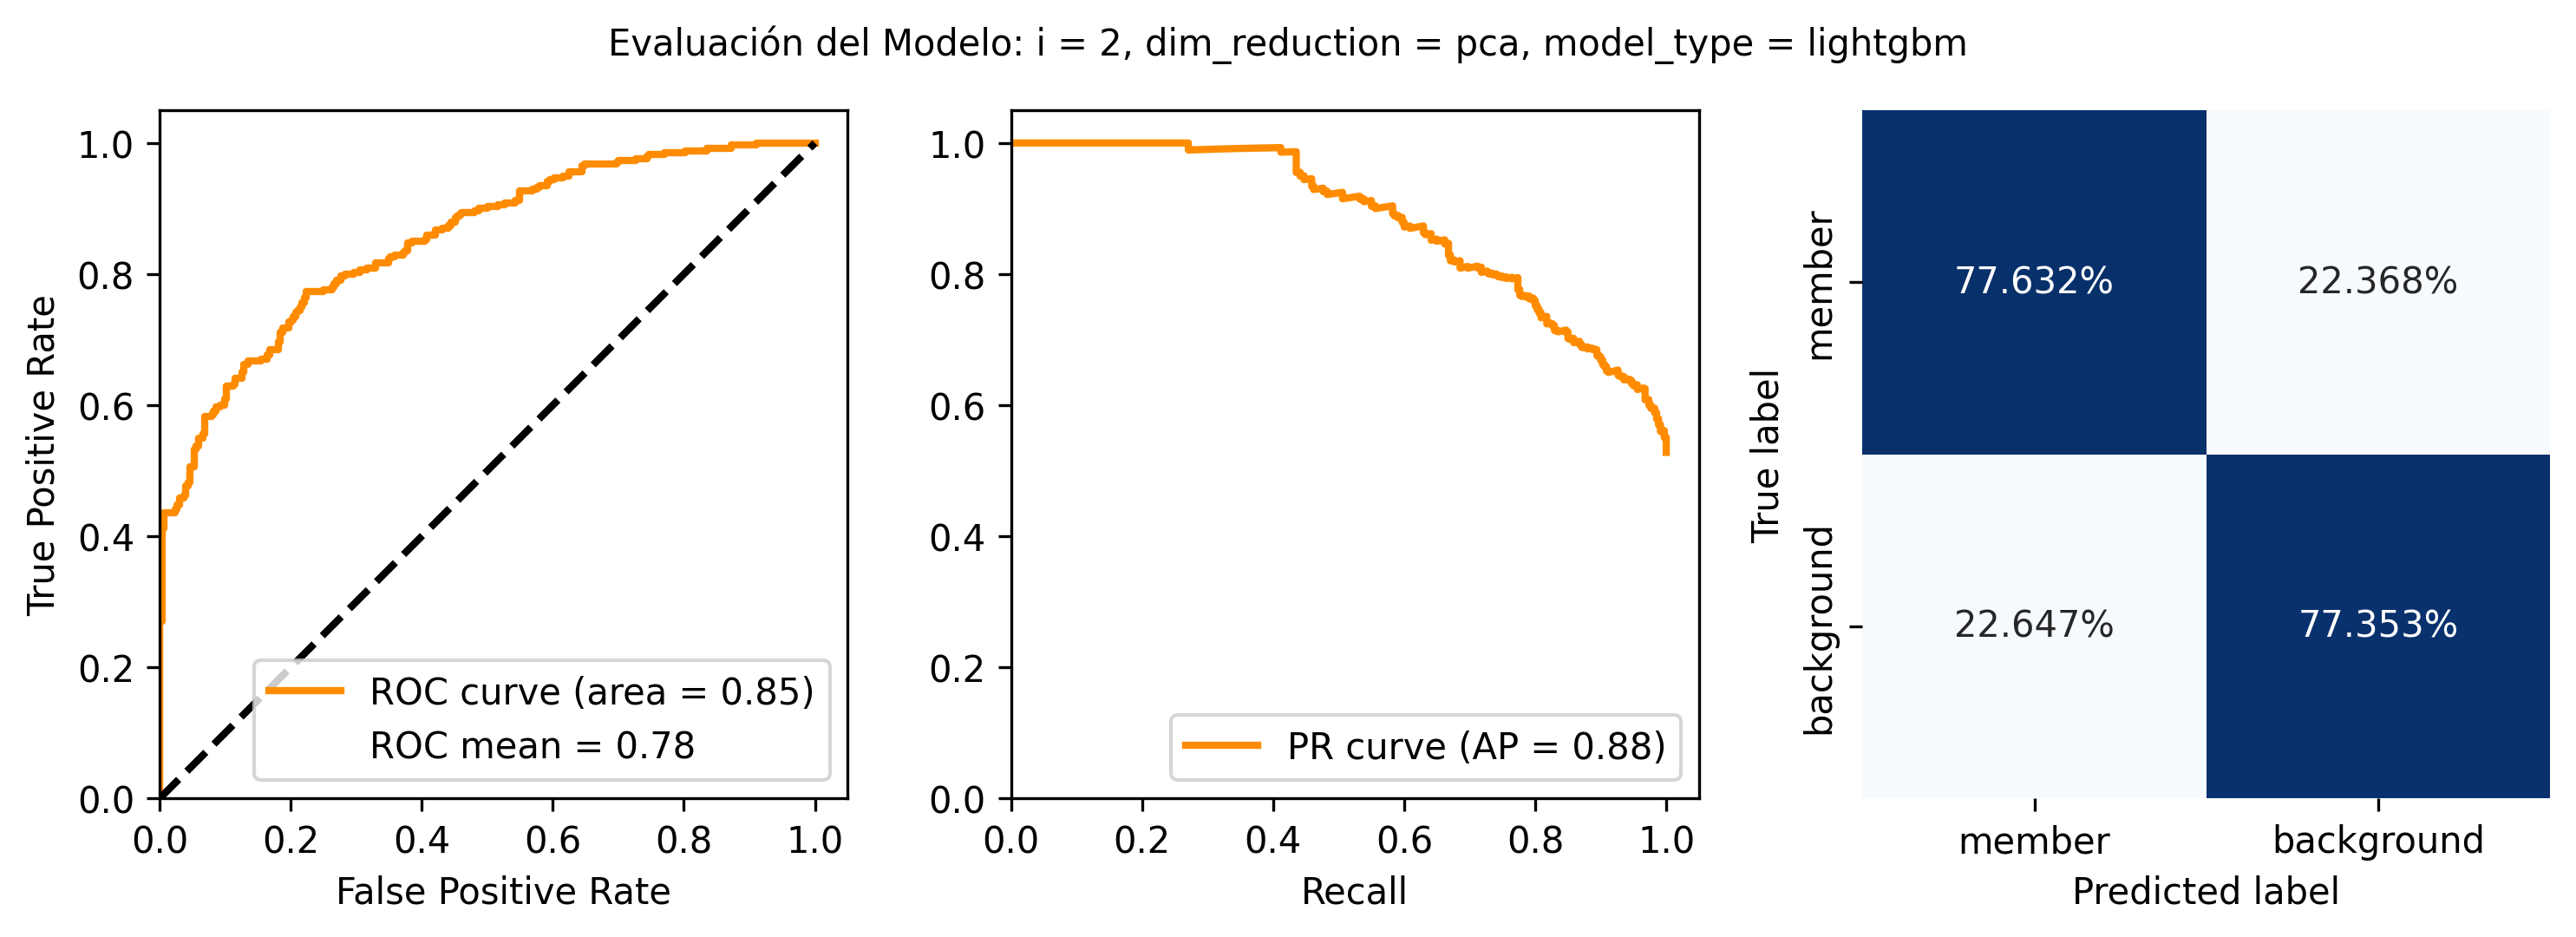 Evaluación del Modelo: i = 2, dim_reduction = pca, model_type = lightgbm
True Positive Rate
1.0
0.8
0.6
0.4
0.2
0.0
0.0 0.2 0.4 0.6 0.8 1.0
False Positive Rate
ROC curve (area = 0.85)
ROC mean = 0.78
1.0
0.8
0.6
0.4
0.2
0.0
0.0 0.2 0.4 0.6 0.8 1.0
Recall
PR curve (AP = 0.88)
True label
member
background
77.632% 22.368%
22.647% 77.353%
member background
Predicted label